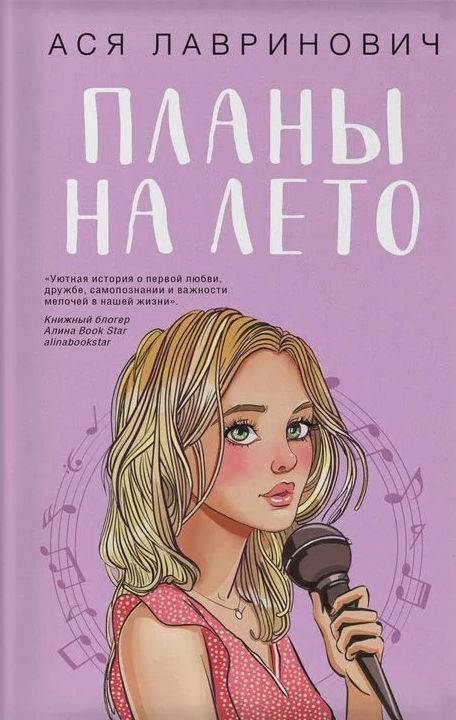 АСЯ ЛАВРИНОВИЧ
ПЛАНЫ
НА ЛЕТО
«Уютная история о первой любви,
дружбе, самопознании и важности
мелочей в нашей жизни».
Книжный блогер
Алина Book Star
alinabookstar